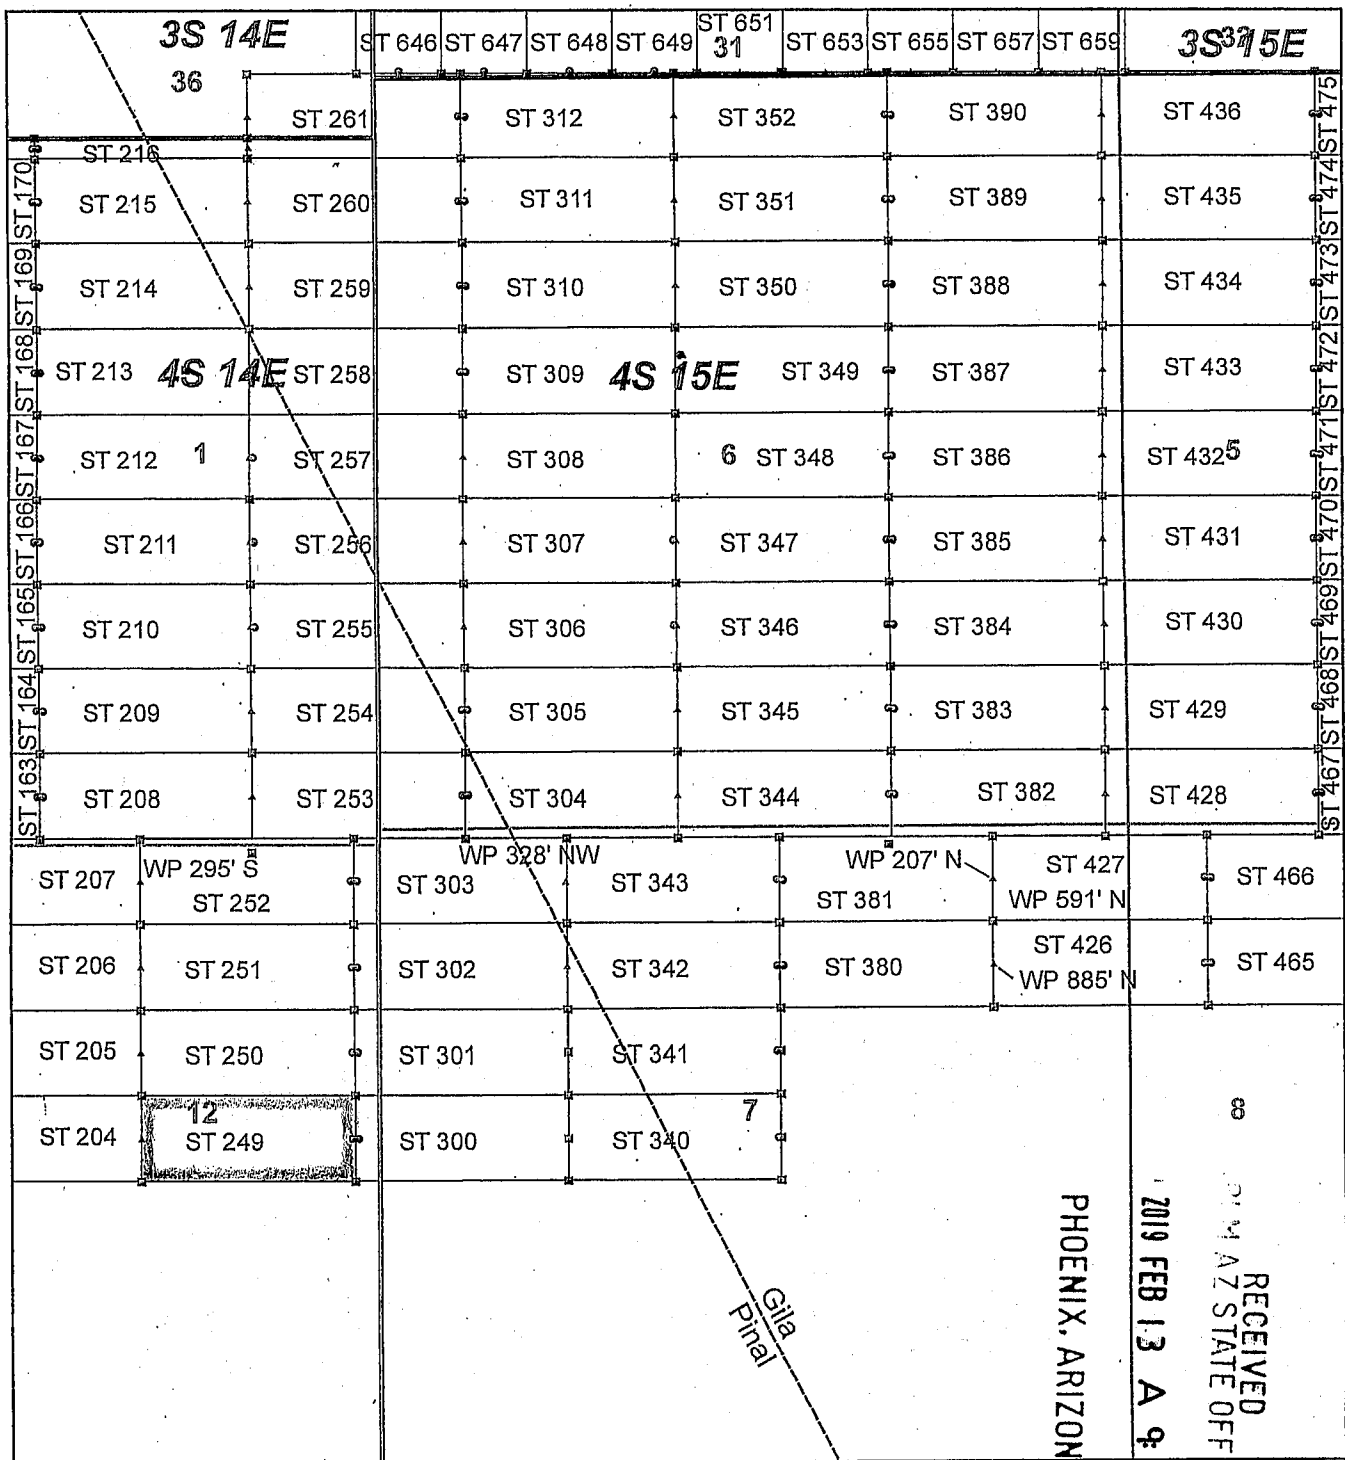 3S 14E
ST 646 ST 647 ST 648 ST 649 ST 651 ST 653 ST 655 ST 657 ST 659
31
3S 15E
32
36
ST 261 ST 312 ST 352 ST 390 ST 436 ST 475
ST 216
ST 170 ST 215 ST 260 ST 311 ST 351 ST 389 ST 435 ST 474
ST 169 ST 214 ST 259 ST 310 ST 350 ST 388 ST 434 ST 473
ST 168 ST 213 4S 14E ST 258 ST 309 4S 15E ST 349 ST 387 ST 433 ST 472
ST 167 ST 212 1 ST 257 ST 308 6 ST 348 ST 386 ST 432 5 ST 471
ST 166 ST 211 ST 256 ST 307 ST 347 ST 385 ST 431 ST 470
ST 165 ST 210 ST 255 ST 306 ST 346 ST 384 ST 430 ST 469
ST 164 ST 209 ST 254 ST 305 ST 345 ST 383 ST 429 ST 468
ST 163 ST 208 ST 253 ST 304 ST 344 ST 382 ST 428 ST 467
WP 295' S WP 328' NW WP 207' N
ST 207 ST 252 ST 303 ST 343 ST 381 ST 427 ST 466
WP 591' N
ST 206 ST 251 ST 302 ST 342 ST 380 ST 426 ST 465
WP 885' N
ST 205 ST 250 ST 301 ST 341
12 7 8
ST 204 ST 249 ST 300 ST 340
Gila
Pinal
RECEIVED
AZ STATE OFF
2019 FEB 13 A 9:
PHOENIX, ARIZON